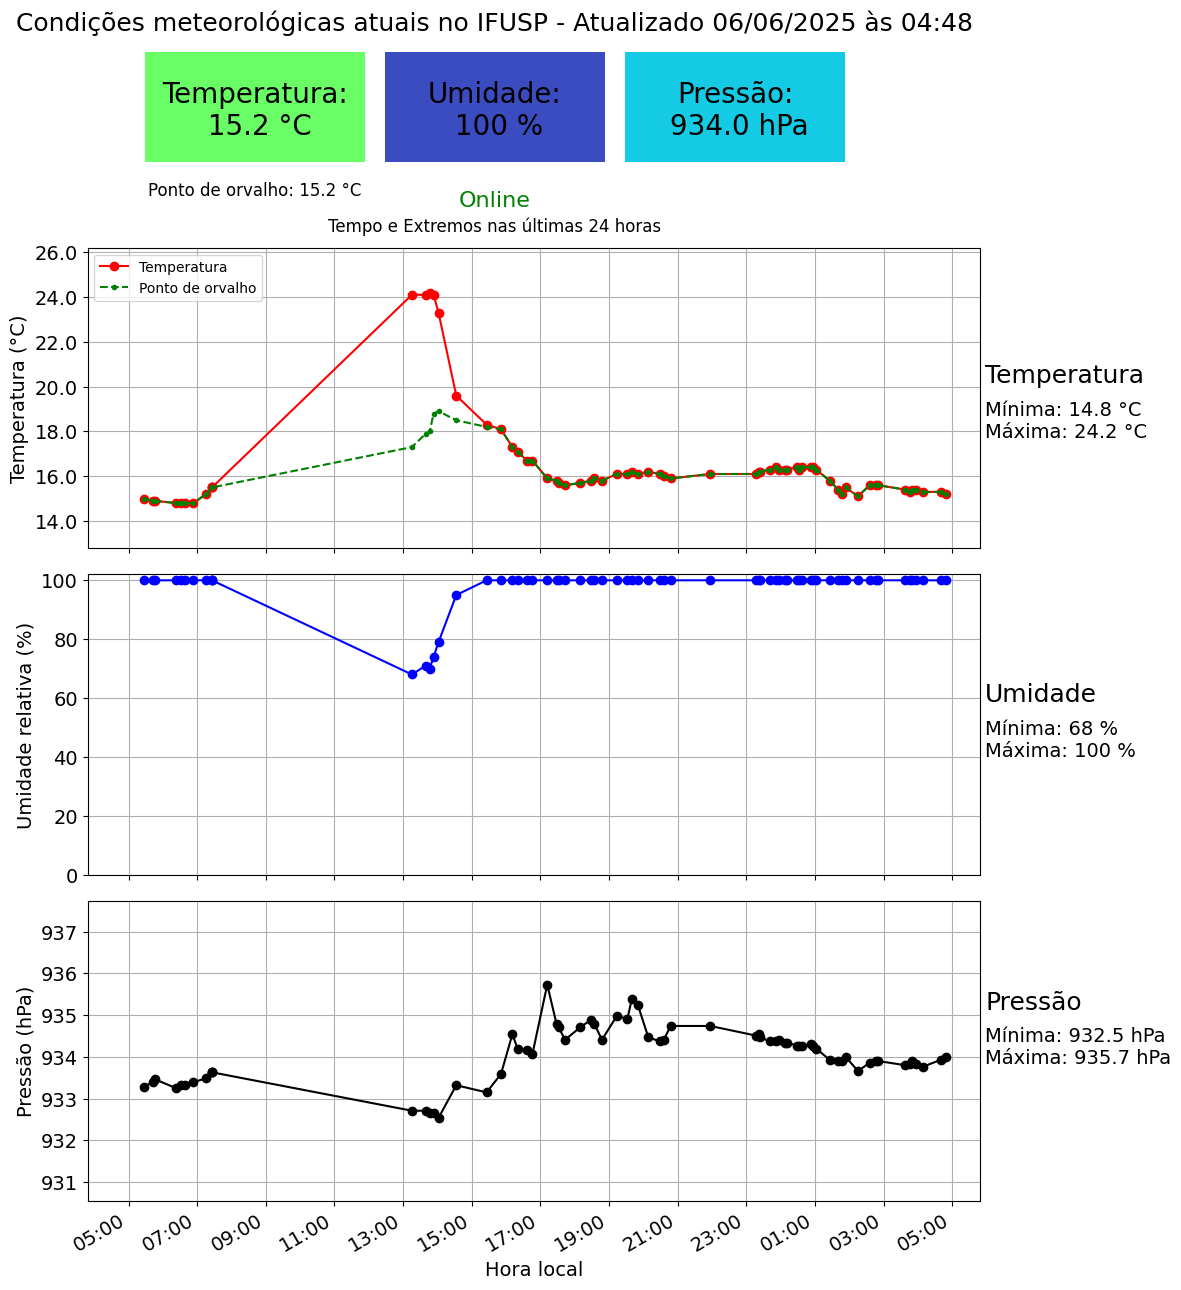 Condições meteorológicas atuais no IFUSP - Atualizado 06/06/2025 às 04:48
Temperatura:
15.2 °C
Umidade:
100 %
Pressão:
934.0 hPa
Ponto de orvalho: 15.2 °C
Online
Tempo e Extremos nas últimas 24 horas
Temperatura (°C)
26.0
24.0
22.0
20.0
18.0
16.0
14.0
Temperatura
Ponto de orvalho
Temperatura
Mínima: 14.8 °C
Máxima: 24.2 °C
Umidade relativa (%)
100
80
60
40
20
0
Umidade
Mínima: 68 %
Máxima: 100 %
Pressão (hPa)
937
936
935
934
933
932
931
Pressão
Mínima: 932.5 hPa
Máxima: 935.7 hPa
05:00 07:00 09:00 11:00 13:00 15:00 17:00 19:00 21:00 23:00 01:00 03:00 05:00
Hora local